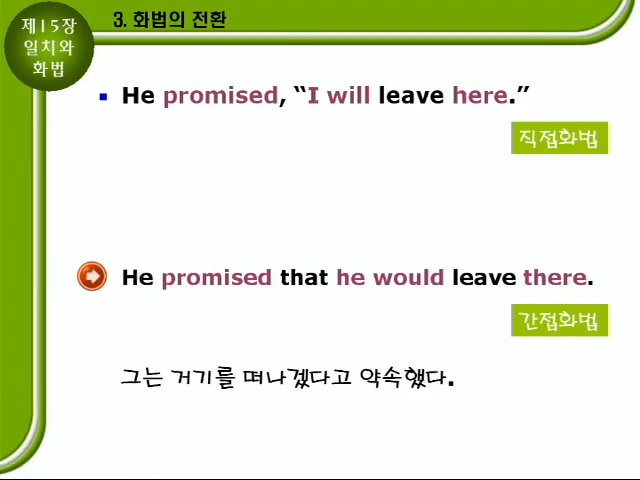 제15장
일치와
화법
3. 화법의 전환
He promised, “I will leave here.”
직접화법
He promised that he would leave there.
간접화법
그는 거기를 떠나겠다고 약속했다.